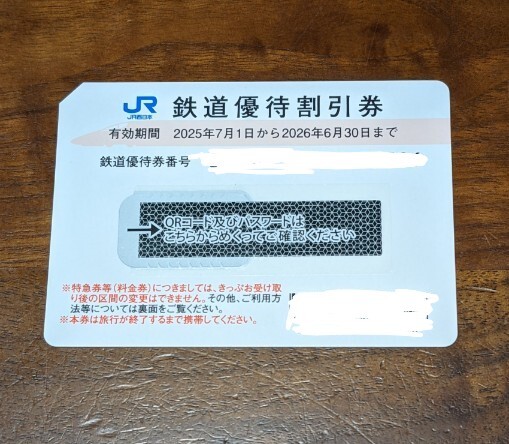 JR 鉄道優待割引券
JR西日本
有効期間 2025年7月1日から2026年6月30日まで
鉄道優待券番号
QRコード及びパスワードは
こちらからめくってご確認ください
※特急券等(料金券)につきましては、きっぷお受け取
り後の区間の変更はできません。その他、ご利用方
法等については裏面をご覧ください。
※本券は旅行が終了するまで携帯してください。